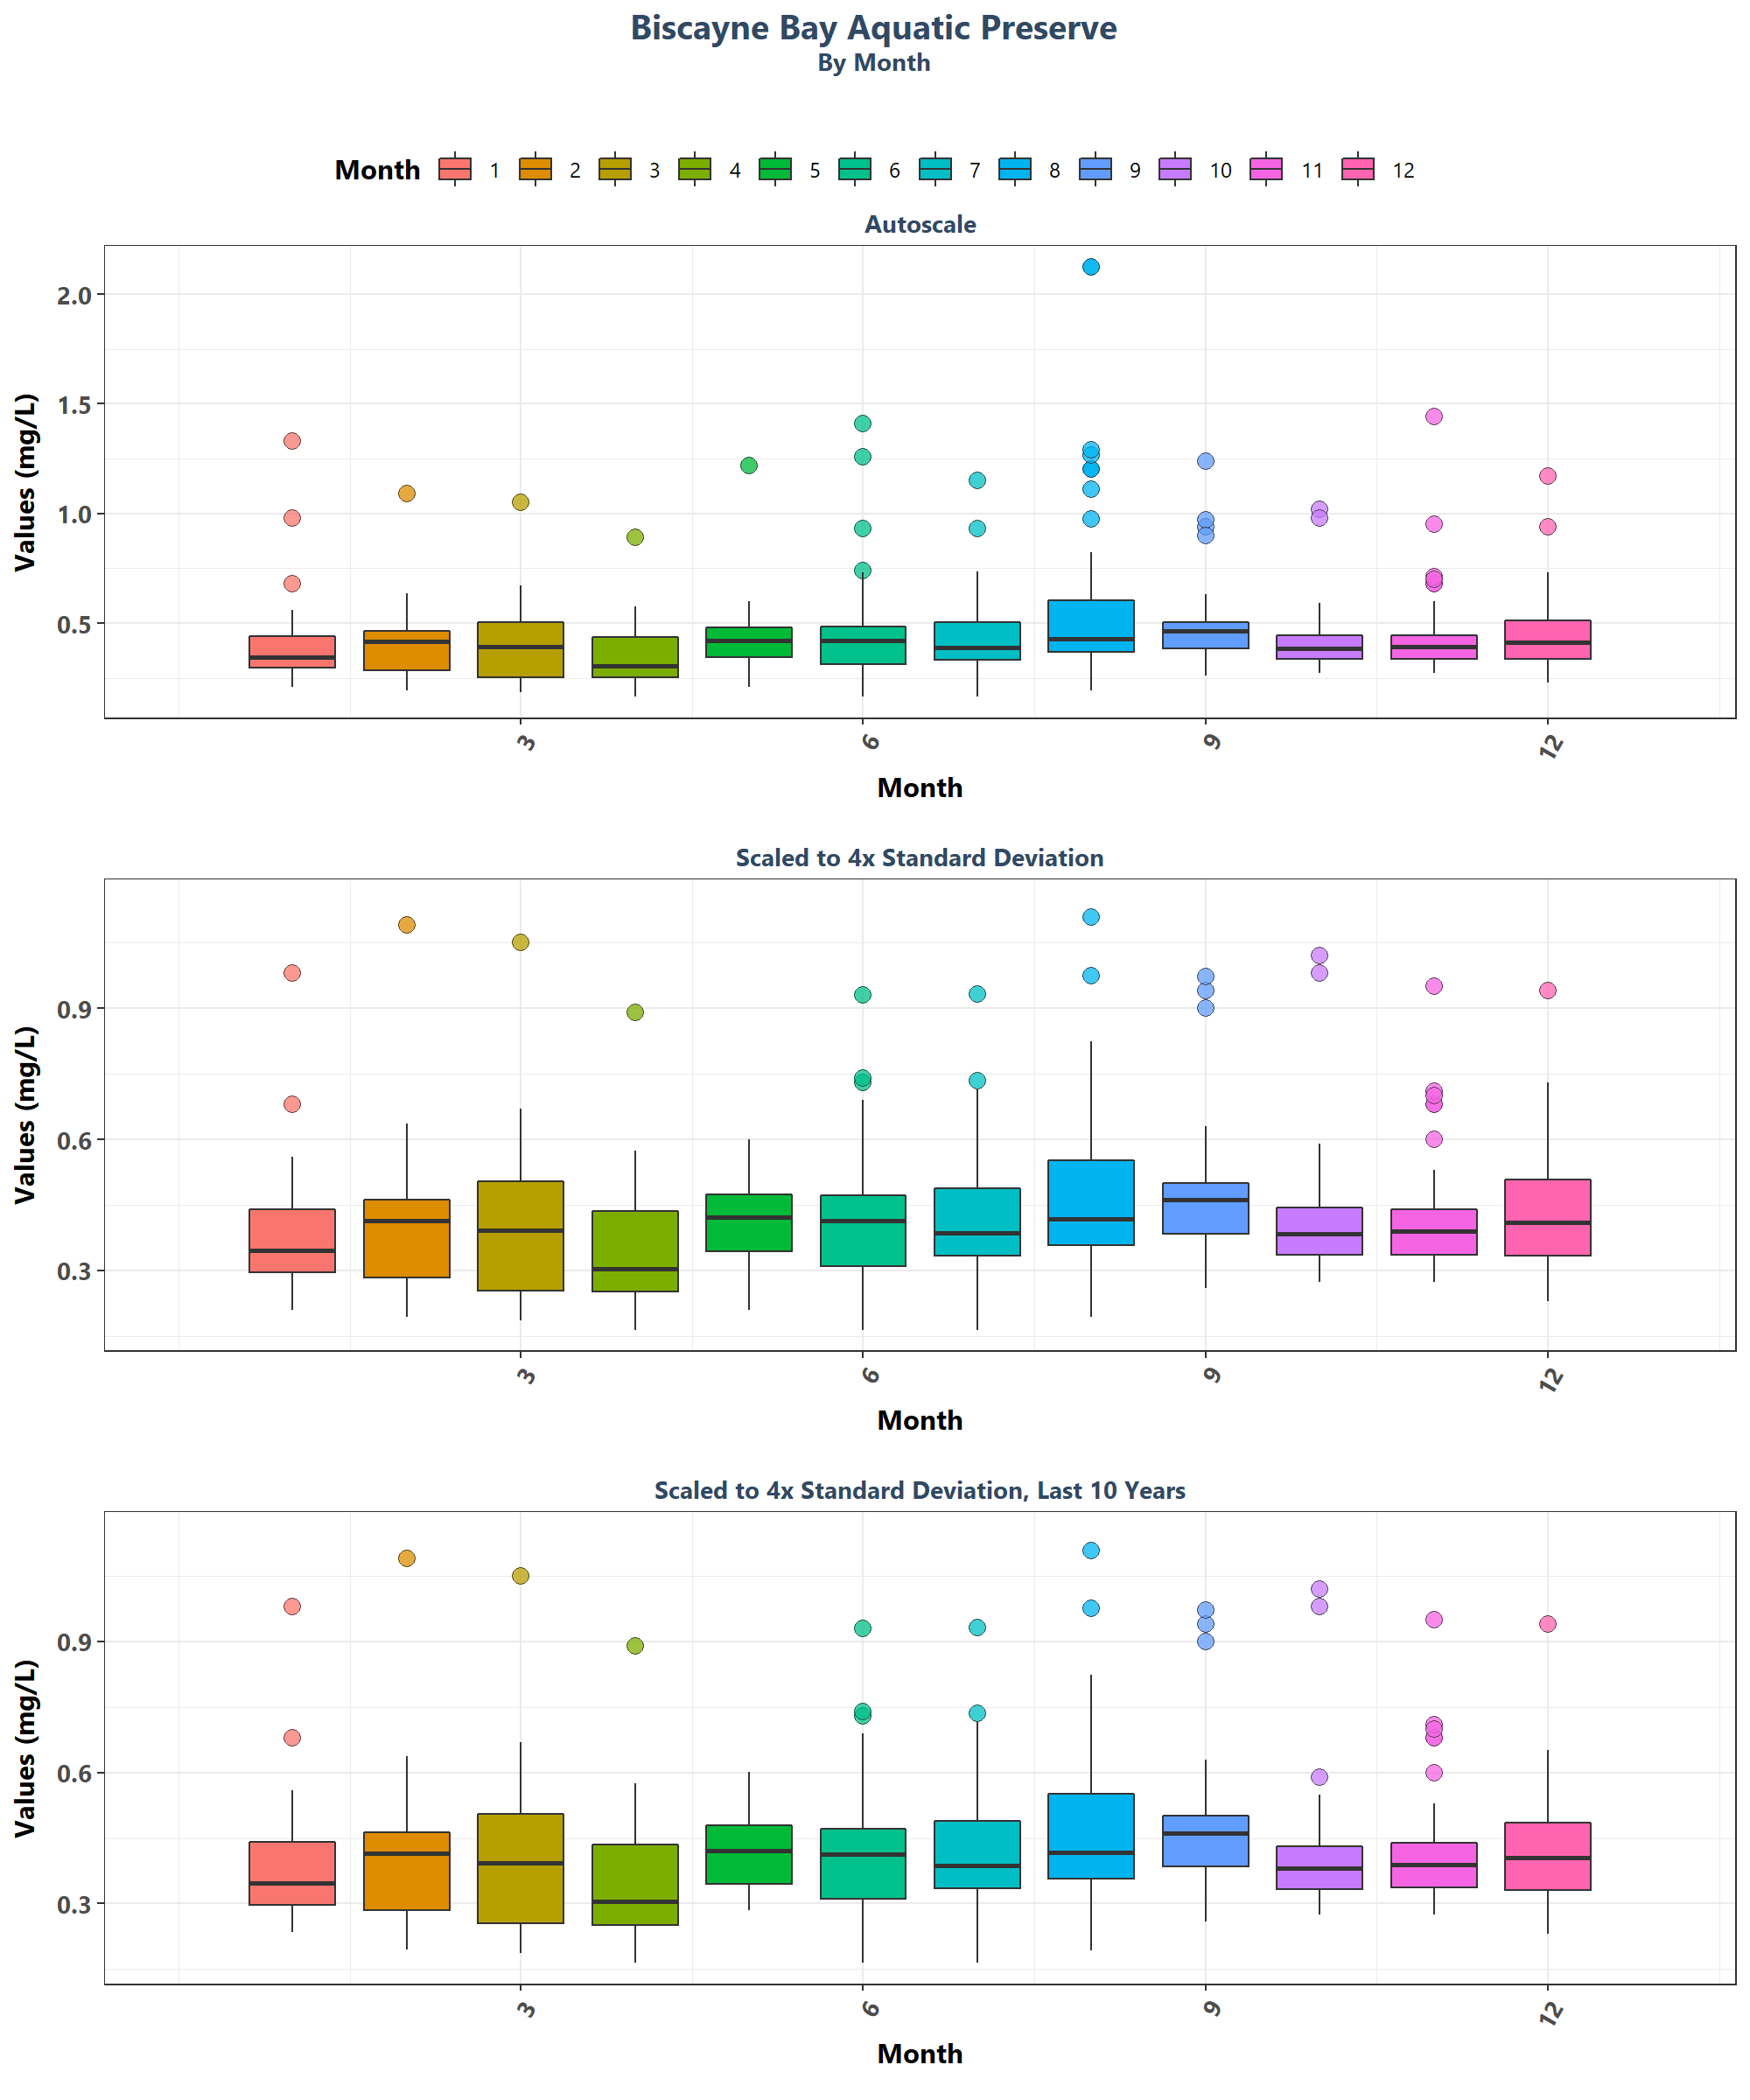 Biscayne Bay Aquatic Preserve
By Month
Month 1 2 3 4 5 6 7 8 9 10 11 12
Autoscale
Values (mg/L)
2.0
1.5
1.0
0.5
3 6 9 12
Month
Scaled to 4x Standard Deviation
Values (mg/L)
0.9
0.6
0.3
3 6 9 12
Month
Scaled to 4x Standard Deviation, Last 10 Years
Values (mg/L)
0.9
0.6
0.3
3 6 9 12
Month